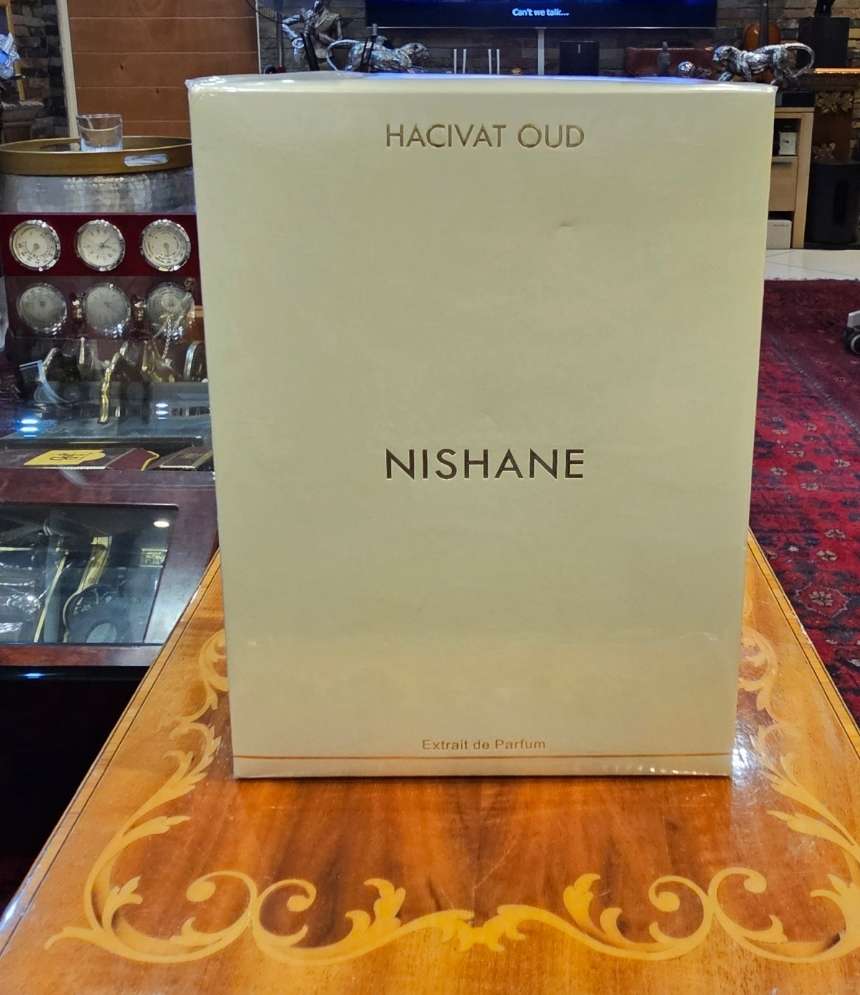 Can't we talk...
HACIVAT OUD
NISHANE
Extrait de Parfum